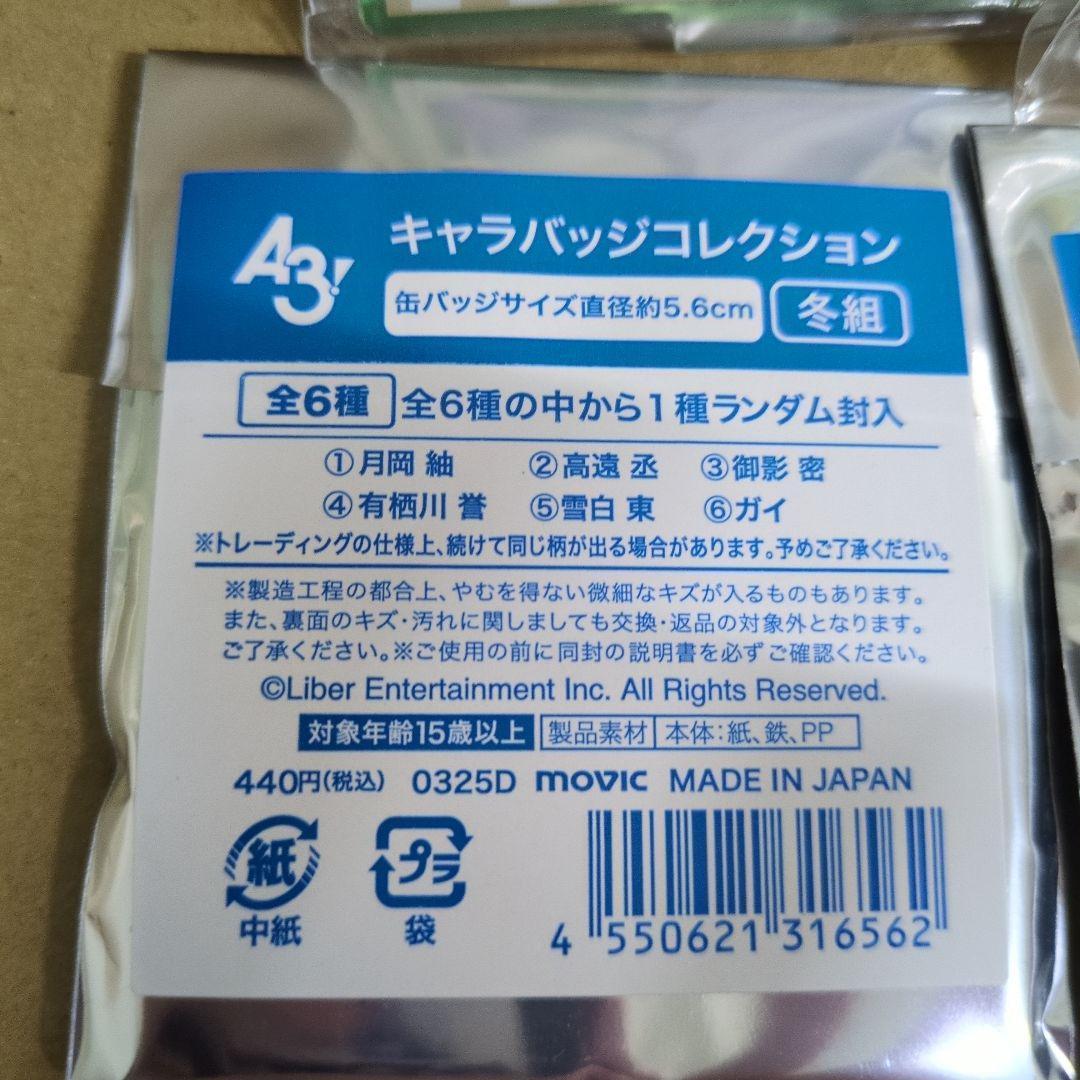 A3!
キャラバッジコレクション
缶バッジサイズ直径約5.6cm 冬組
全6種 全6種の中から1種ランダム封入
①月岡 紬 ②高遠 丞 ③御影 密
④有栖川 誉 ⑤雪白 東 ⑥ガイ
※トレーディングの仕様上、続けて同じ柄が出る場合があります。予めご了承ください。
※製造工程の都合上、やむを得ない微細なキズが入るものもあります。
また、裏面のキズ・汚れに関しましても交換・返品の対象外となります。
ご了承ください。※ご使用の前に同封の説明書を必ずご確認ください。
©Liber Entertainment Inc. All Rights Reserved.
対象年齢15歳以上 製品素材 本体:紙、鉄、PP
440円(税込) 0325D movic MADE IN JAPAN
紙 プラ
中紙 袋
4 550621 316562